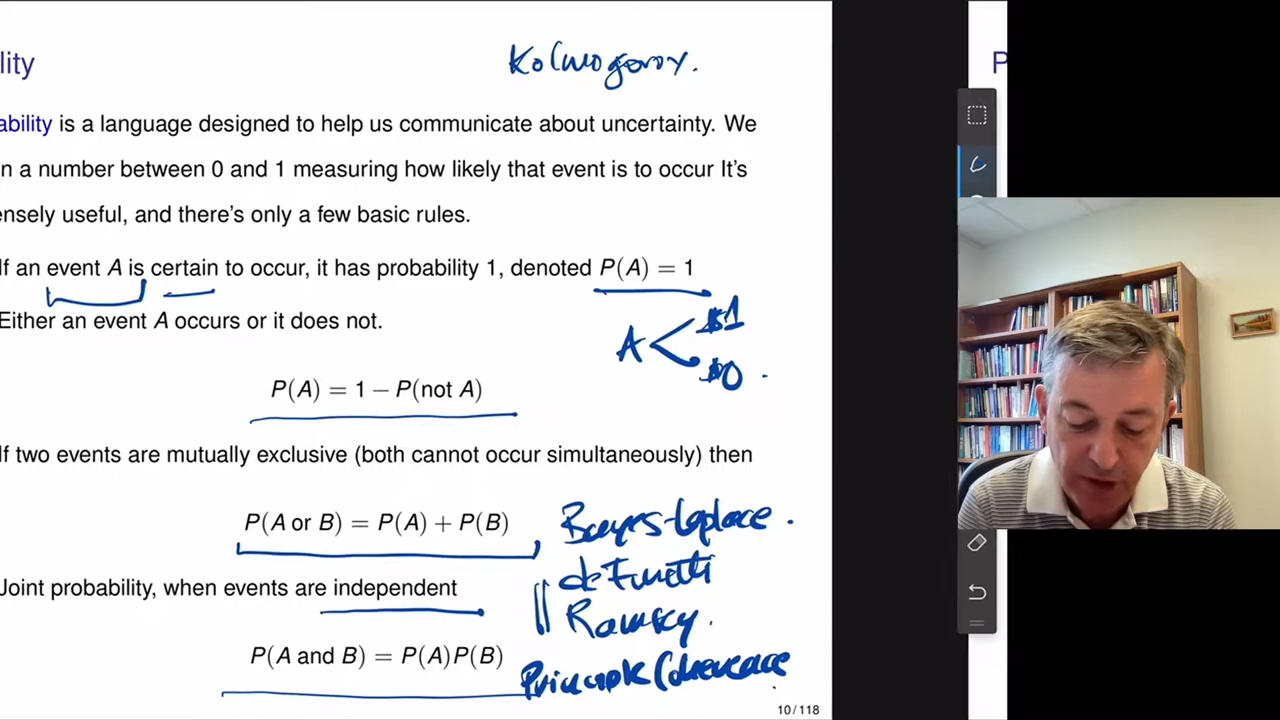 lity
Kolmogorov.
P
ability is a language designed to help us communicate about uncertainty. We
n a number between 0 and 1 measuring how likely that event is to occur It's
ensely useful, and there's only a few basic rules.
If an event A is certain to occur, it has probability 1, denoted P(A) = 1
Either an event A occurs or it does not.
A $1
$0.
P(A) = 1 − P(not A)
If two events are mutually exclusive (both cannot occur simultaneously) then
P(A or B) = P(A) + P(B)
Bayes-Laplace.
de Finetti
Joint probability, when events are independent
Ramsey.
P(A and B) = P(A)P(B)
Principle Coherence
10/118